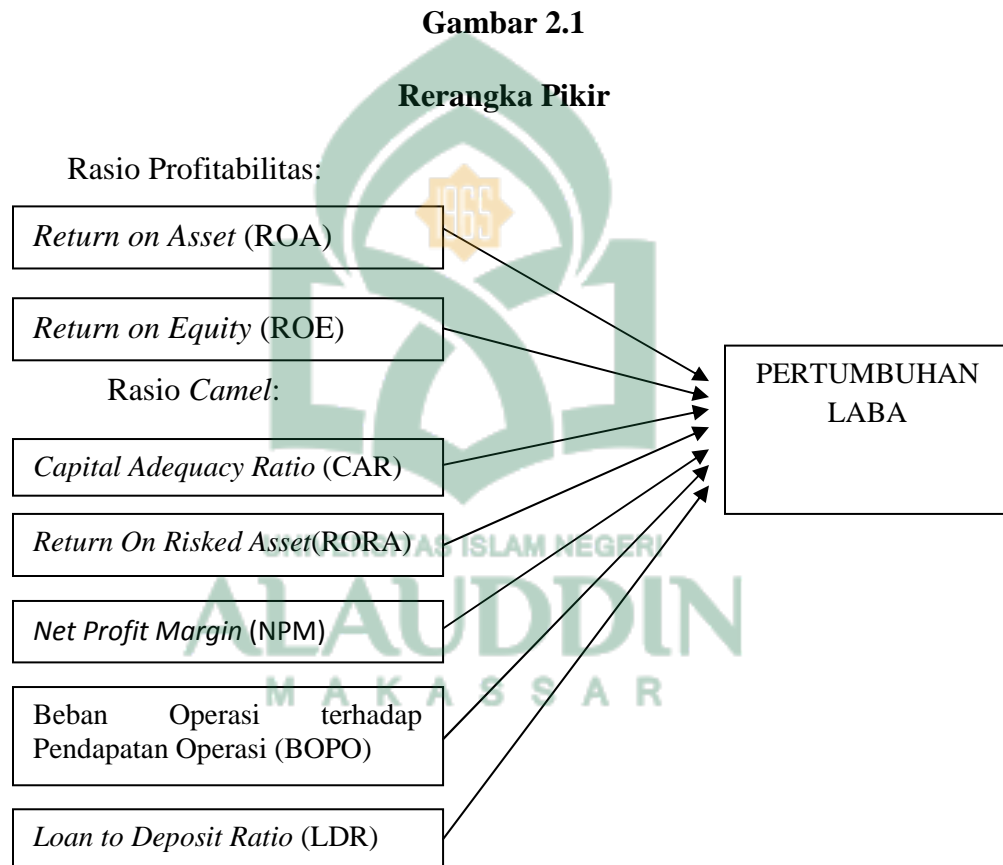 Gambar 2.1
Rerangka Pikir
Rasio Profitabilitas:
Return on Asset (ROA)
Return on Equity (ROE)
Rasio Camel:
Capital Adequacy Ratio (CAR)
Return On Risked Asset(RORA)
Net Profit Margin (NPM)
Beban Operasi terhadap
Pendapatan Operasi (BOPO)
Loan to Deposit Ratio (LDR)
PERTUMBUHAN
LABA
1965
UNIVERSITAS ISLAM NEGERI
ALAUDDIN
MAKASSAR